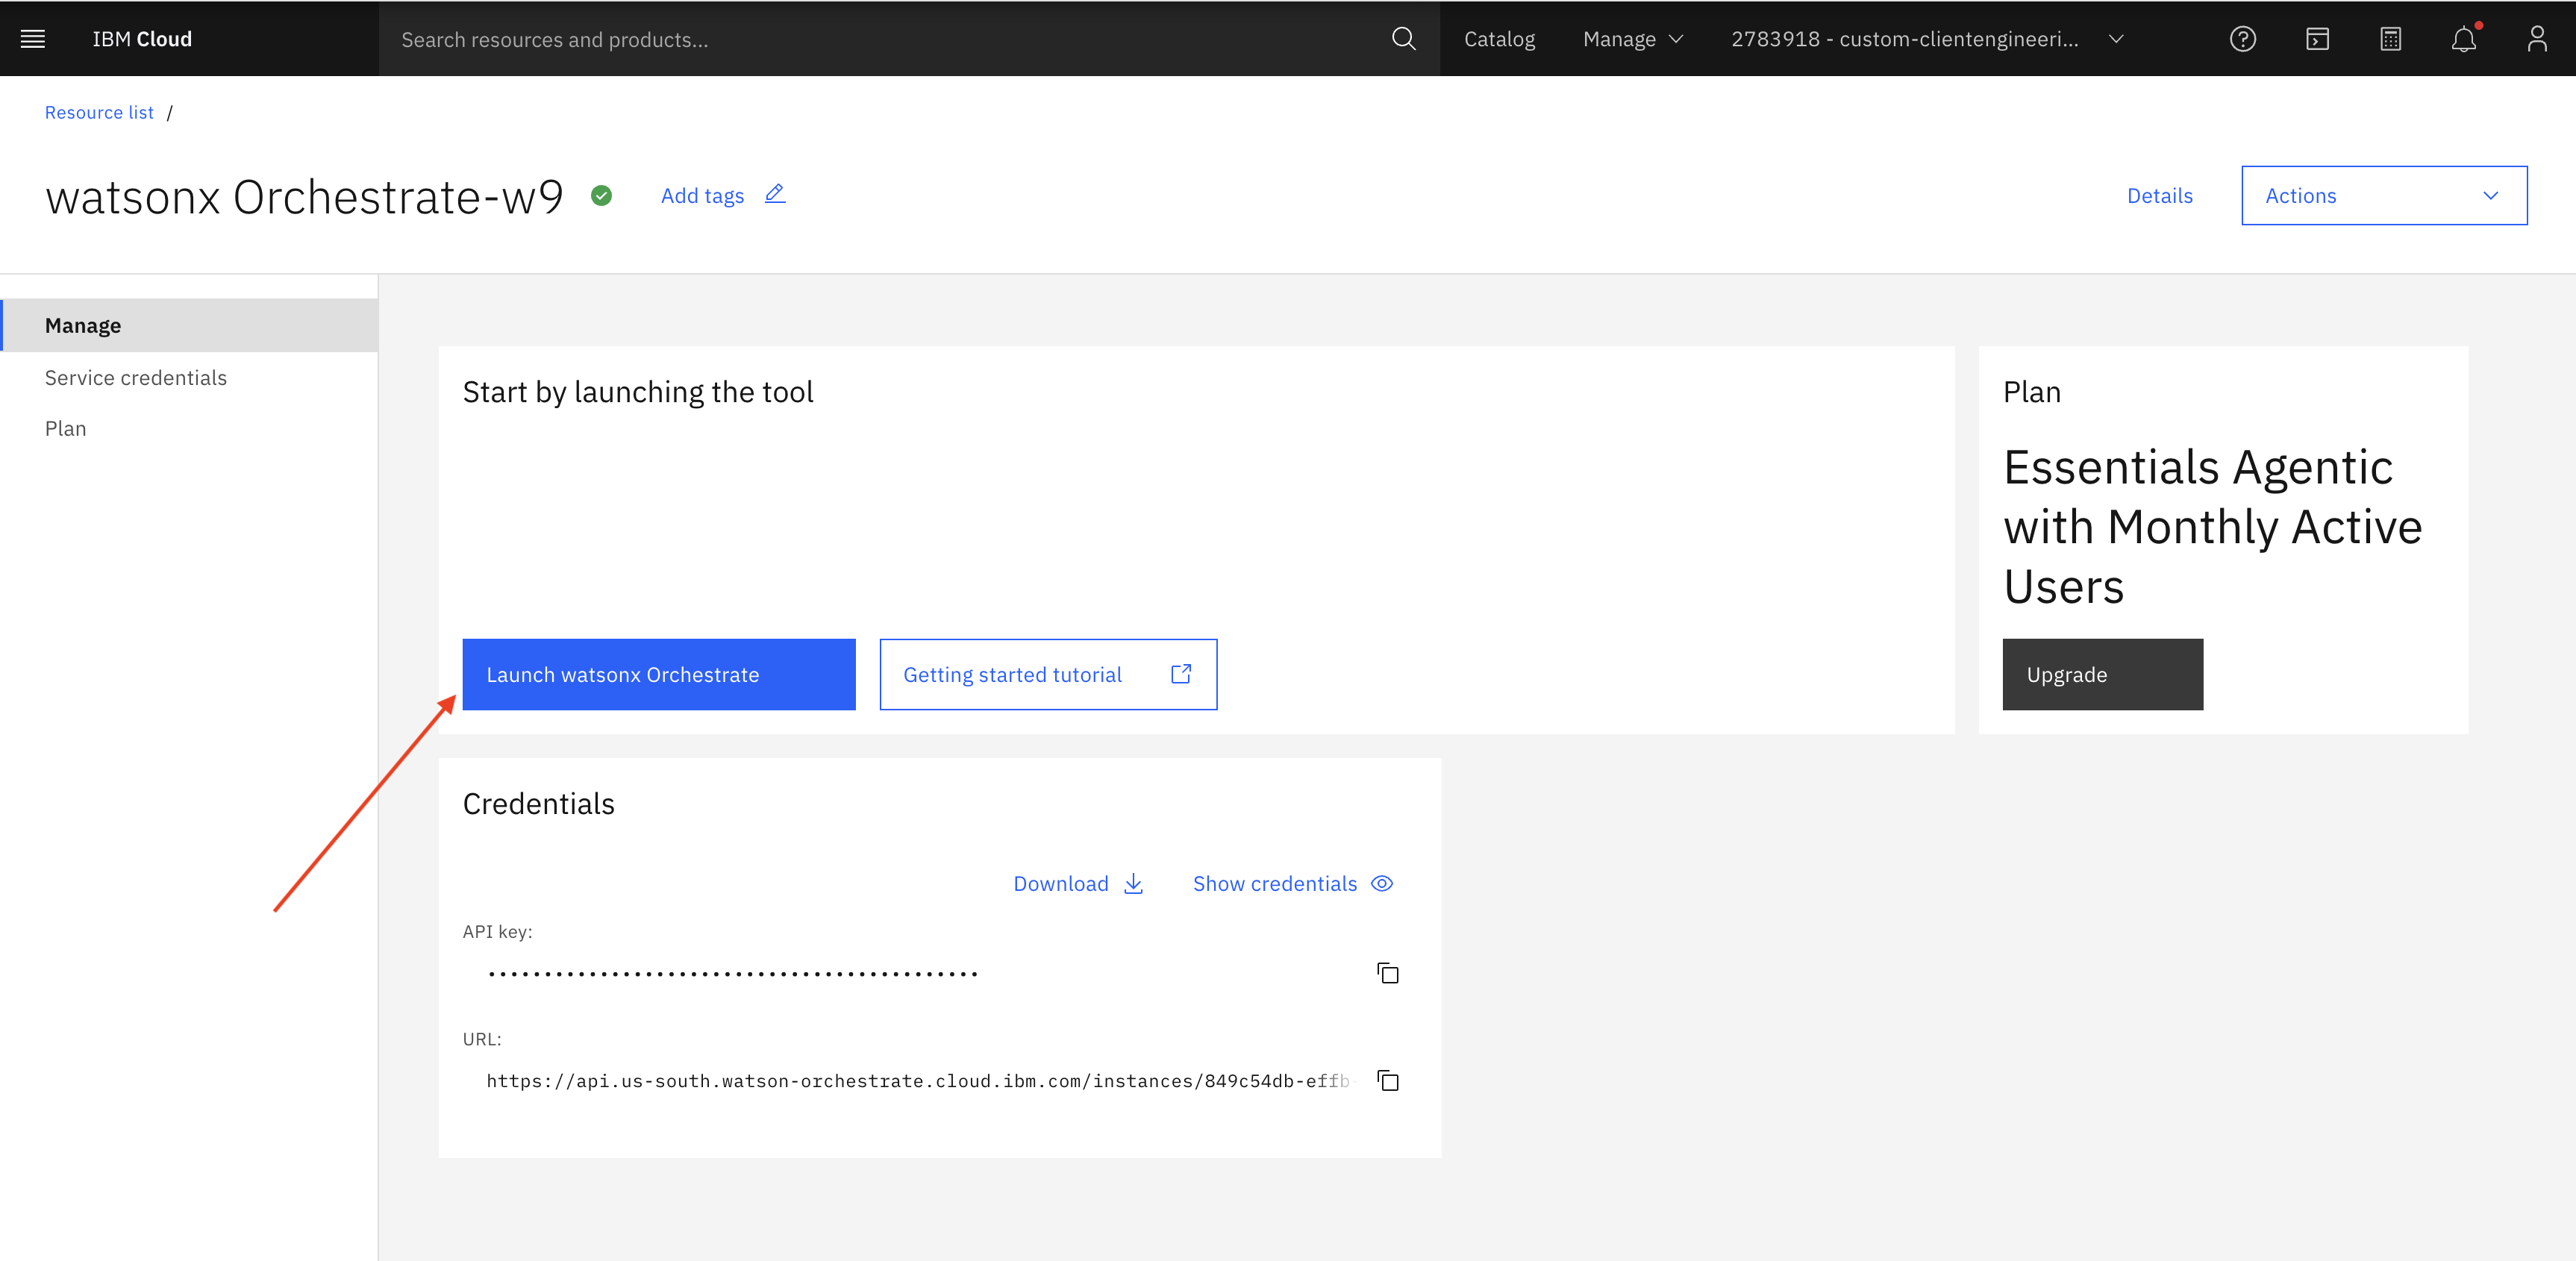 IBM Cloud
Search resources and products...
Catalog
Manage
2783918 - custom-clientengineeri...
Resource list /
watsonx Orchestrate-w9
Add tags
Details
Actions
Manage
Service credentials
Plan
Start by launching the tool
Launch watsonx Orchestrate
Getting started tutorial
Plan
Essentials Agentic
with Monthly Active
Users
Upgrade
Credentials
Download
Show credentials
API key:
••••••••••••••••••••••••••••••••••••••••••••
URL:
https://api.us-south.watson-orchestrate.cloud.ibm.com/instances/849c54db-effb-